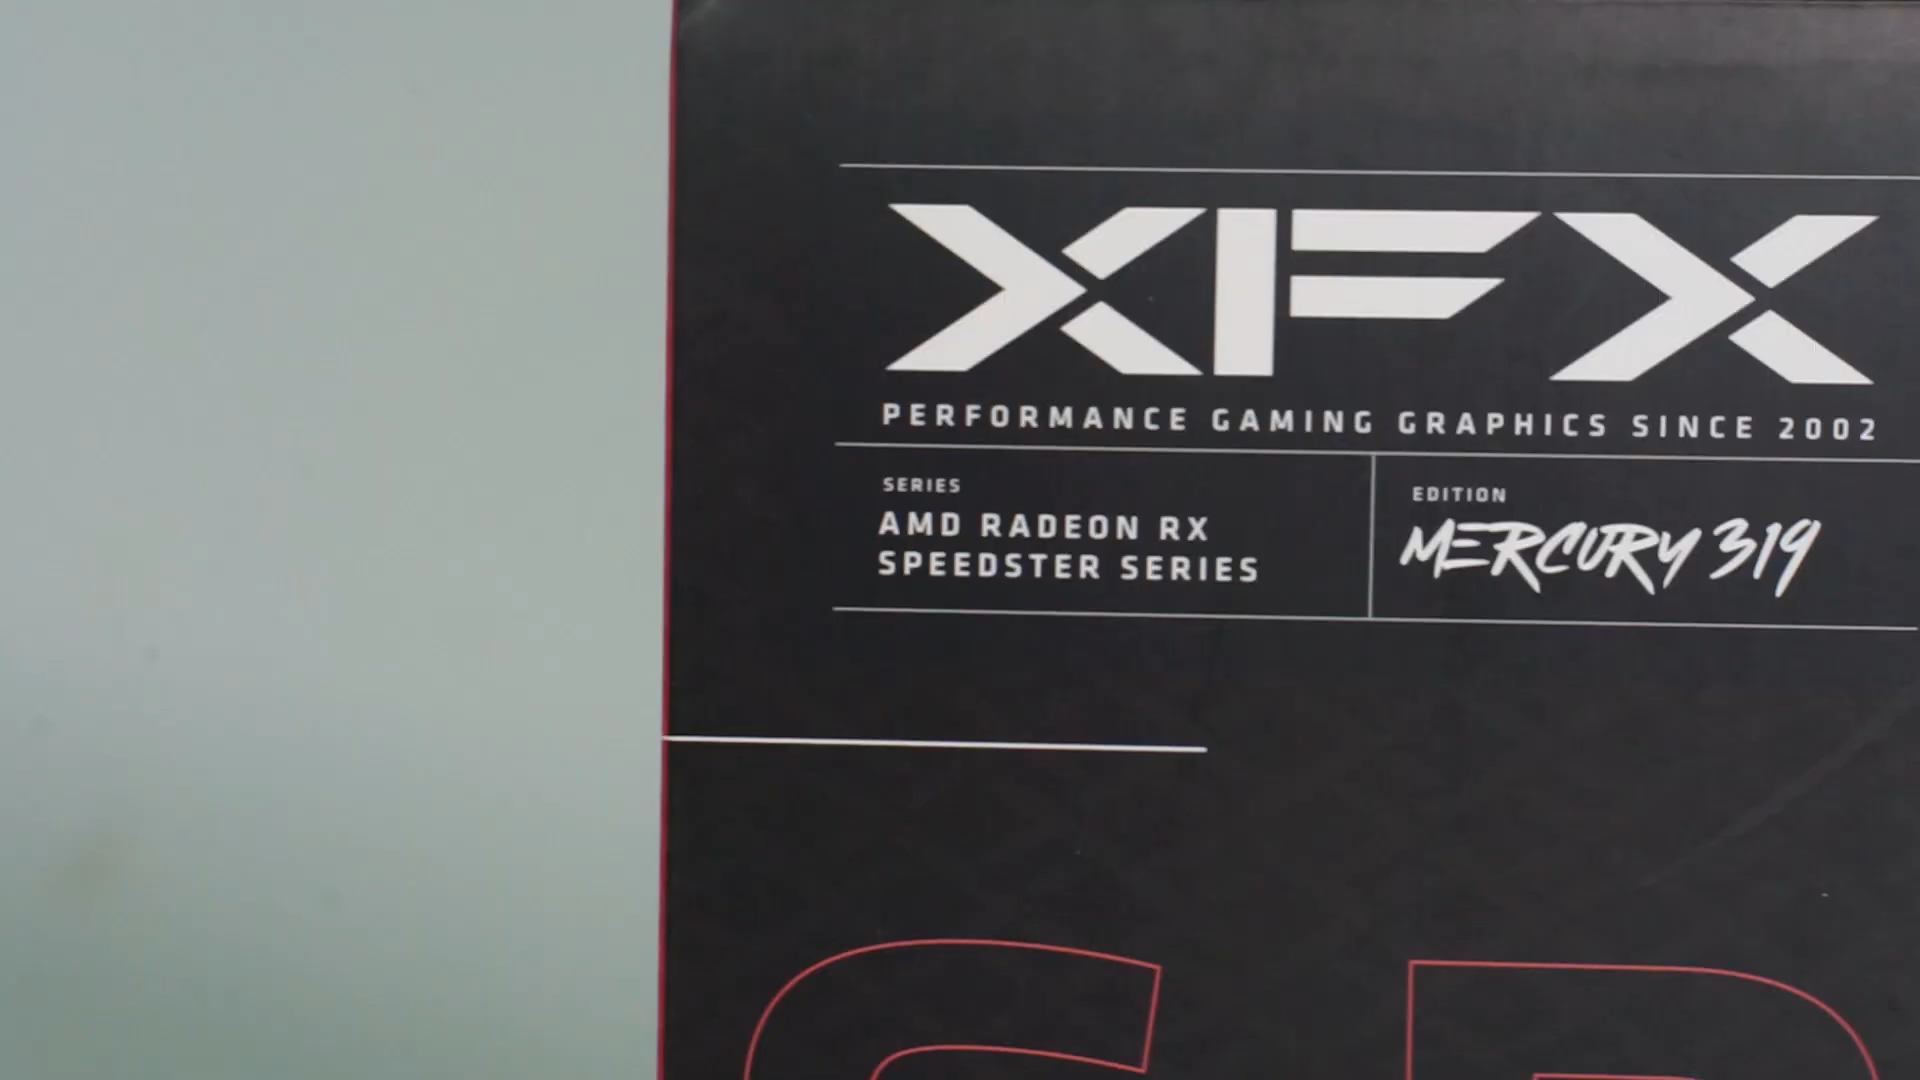 XFX
PERFORMANCE GAMING GRAPHICS SINCE 2002
SERIES
AMD RADEON RX
SPEEDSTER SERIES
EDITION
MERCURY 319